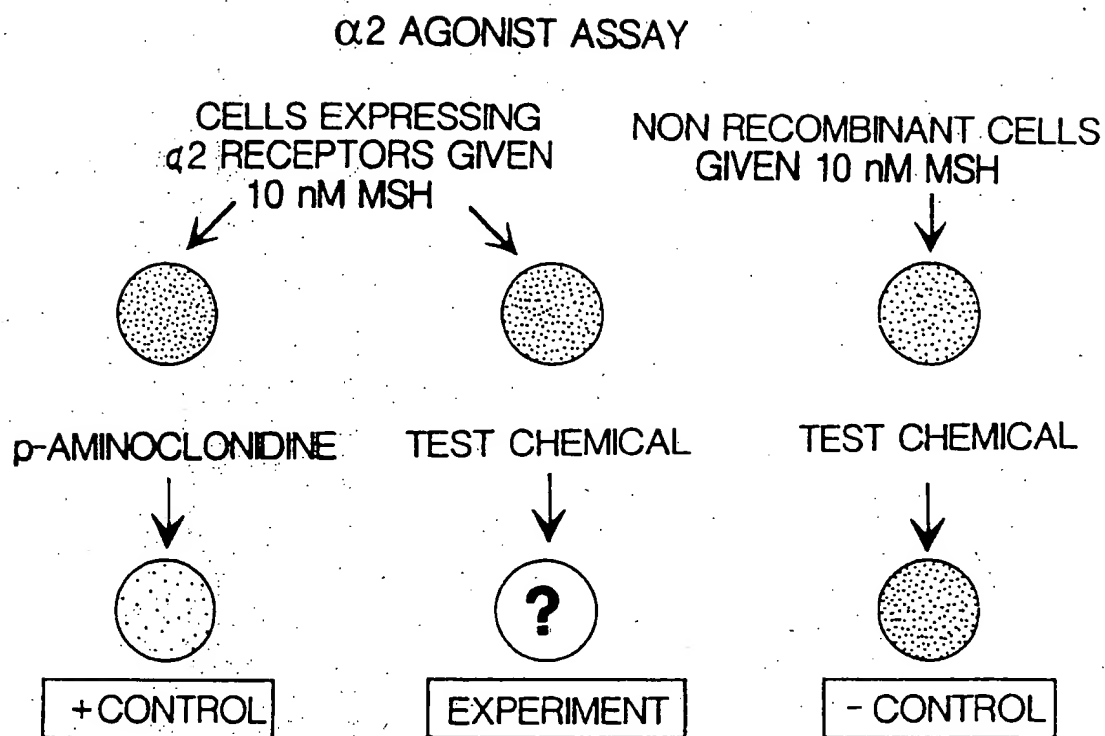 α2 AGONIST ASSAY
CELLS EXPRESSING
α2 RECEPTORS GIVEN
10 nM MSH
NON RECOMBINANT CELLS
GIVEN 10 nM MSH
p-AMINOCLONIDINE
TEST CHEMICAL
TEST CHEMICAL
?
+ CONTROL
EXPERIMENT
- CONTROL